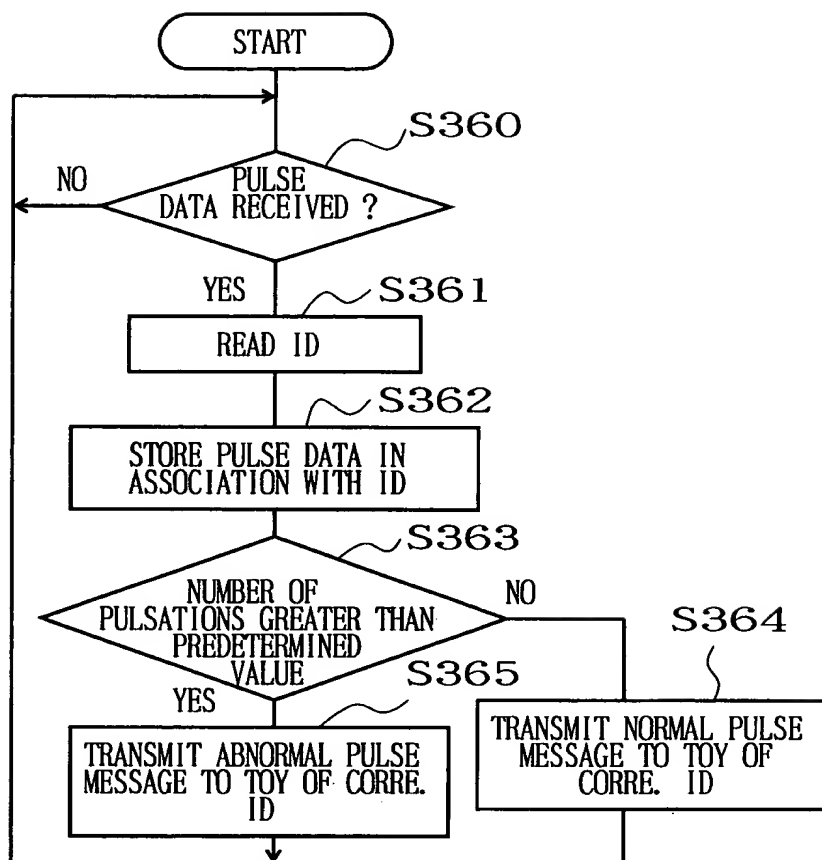 START
S360
NO
PULSE
DATA RECEIVED ?
YES
S361
READ ID
S362
STORE PULSE DATA IN
ASSOCIATION WITH ID
S363
NUMBER OF
PULSATIONS GREATER THAN
PREDETERMINED
VALUE
NO
S364
YES
S365
TRANSMIT ABNORMAL PULSE
MESSAGE TO TOY OF CORRE.
ID
TRANSMIT NORMAL PULSE
MESSAGE TO TOY OF
CORRE. ID